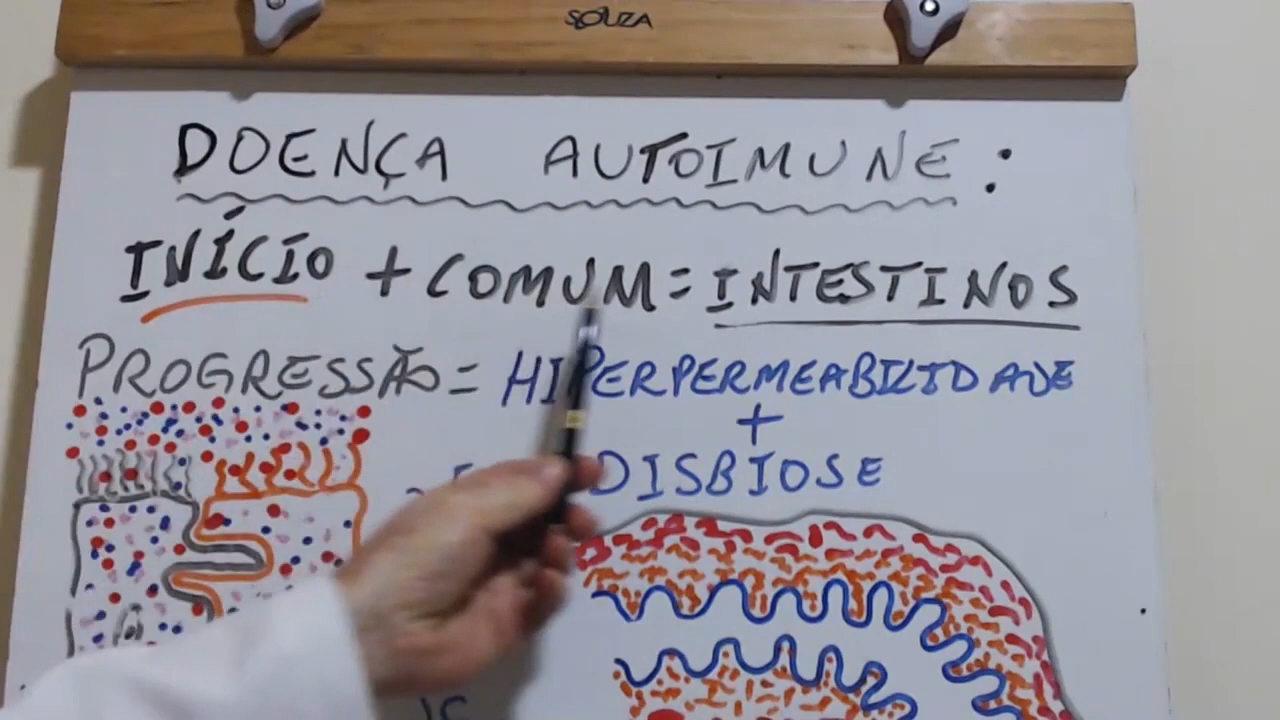 SOUZA
DOENÇA AUTOIMUNE:
INÍCIO + COMUM = INTESTINOS
PROGRESSÃO = HIPERPERMEABILIDADE
+
DISBIOSE